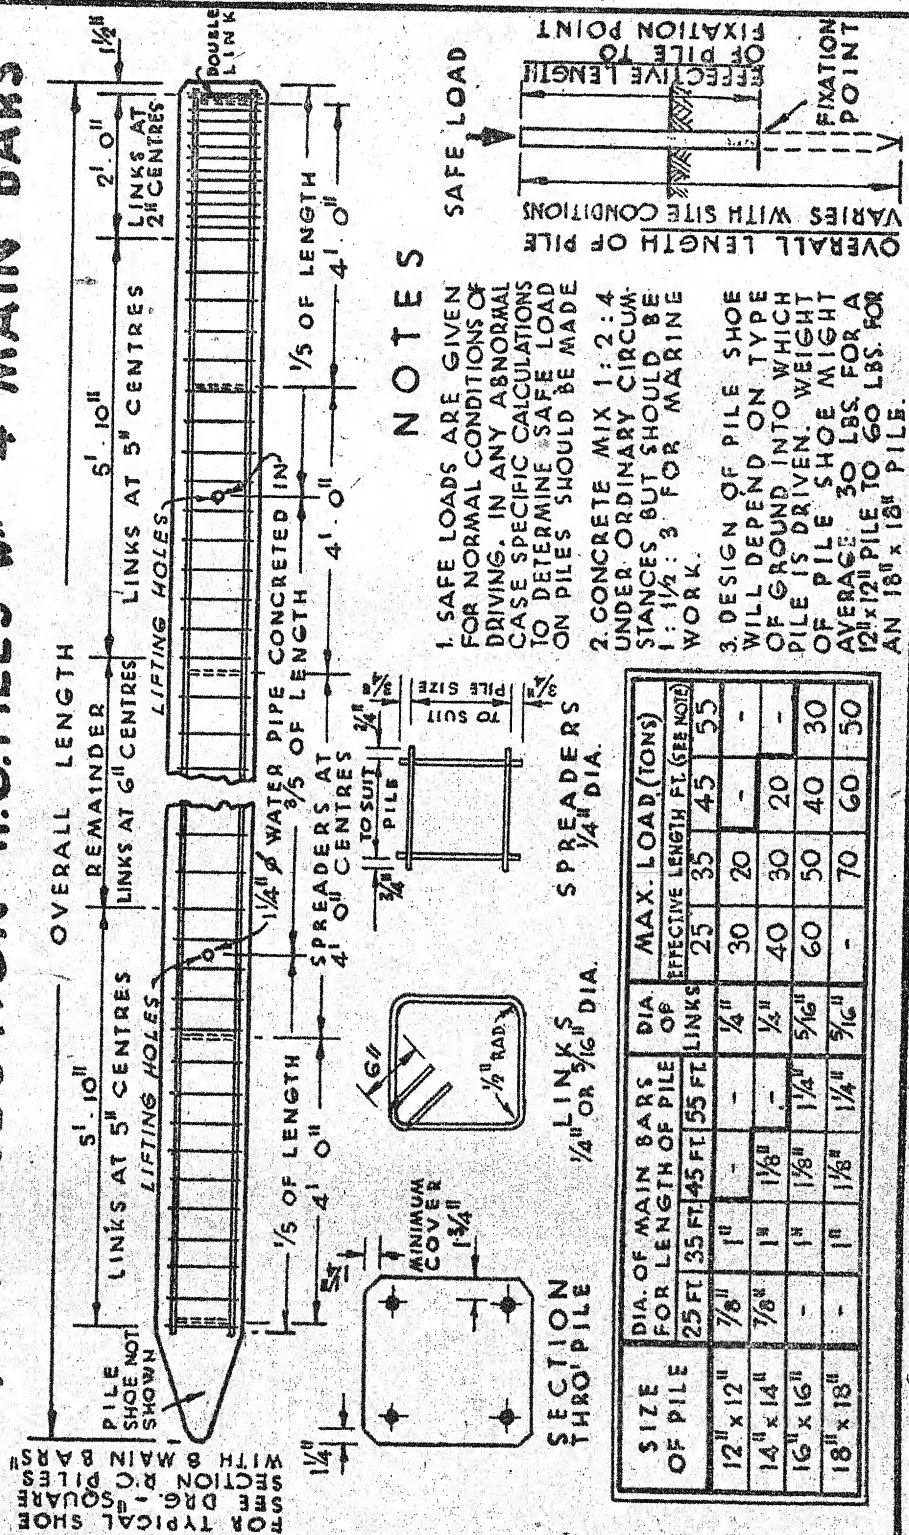 4 MAIN BARS
OVERALL LENGTH
5'. 10"
REMAINDER
5'. 10"
2'. 0"
1½"
LINKS AT 5" CENTRES
LINKS AT 6" CENTRES
LINKS AT 5" CENTRES
LINKS AT
2" CENTRES
DOUBLE
LINK
PILE
SHOE NOT
SHOWN
LIFTING HOLES
LIFTING HOLES
1¼" Ø WATER PIPE CONCRETED IN
1/5 OF LENGTH
3/5 OF LENGTH
1/5 OF LENGTH
4'. 0"
SPREADERS AT
4'. 0" CENTRES
4'. 0"
4'. 0"
FOR TYPICAL SHOE
SEE DRG. - "SQUARE
SECTION R.C. PILES
WITH 8 MAIN BARS"
1¼"
1¼"
MINIMUM
COVER
1¾"
SECTION
THRO' PILE
6"
½" RAD.
LINKS
¼" OR 5/16" DIA.
¾"
TO SUIT
PILE
¾"
¾"
TO SUIT
PILE SIZE
¾"
SPREADERS
¼" DIA.
NOTES
1. SAFE LOADS ARE GIVEN
FOR NORMAL CONDITIONS OF
DRIVING. IN ANY ABNORMAL
CASE SPECIFIC CALCULATIONS
TO DETERMINE SAFE LOAD
ON PILES SHOULD BE MADE
2. CONCRETE MIX 1:2:4
UNDER ORDINARY CIRCUM-
STANCES BUT SHOULD BE
1 : 1½ : 3 FOR MARINE
WORK.
3. DESIGN OF PILE SHOE
WILL DEPEND ON TYPE
OF GROUND INTO WHICH
PILE IS DRIVEN. WEIGHT
OF PILE SHOE MIGHT
AVERAGE 30 LBS. FOR A
12"x12" PILE TO 60 LBS. FOR
AN 18" x 18" PILE.
SAFE LOAD
OVERALL LENGTH OF PILE
VARIES WITH SITE CONDITIONS
EFFECTIVE LENGTH
OF PILE TO
FIXATION POINT
FIXATION
POINT
SIZE OF PILE | DIA. OF MAIN BARS FOR LENGTH OF PILE | DIA. OF LINKS | MAX. LOAD (TONS)
EFFECTIVE LENGTH FT. (SEE NOTE)
25 FT. 35 FT. 45 FT. 55 FT. | 25 35 45 55
12" x 12" 7/8" 1" - - ¼" 30 20 - -
14" x 14" 7/8" 1" 1⅛" - ¼" 40 30 20 -
16" x 16" - 1" 1⅛" 1¼" 5/16" 60 50 40 30
18" x 18" - 1" 1⅛" 1¼" 5/16" - 70 60 50